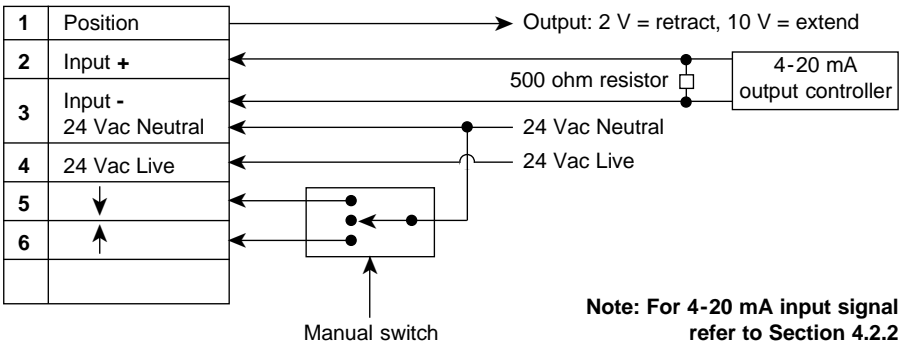 1 Position
Output: 2 V = retract, 10 V = extend
2 Input +
500 ohm resistor
4-20 mA
output controller
3 Input -
24 Vac Neutral
24 Vac Neutral
4 24 Vac Live
24 Vac Live
5
6
Manual switch
Note: For 4-20 mA input signal
refer to Section 4.2.2